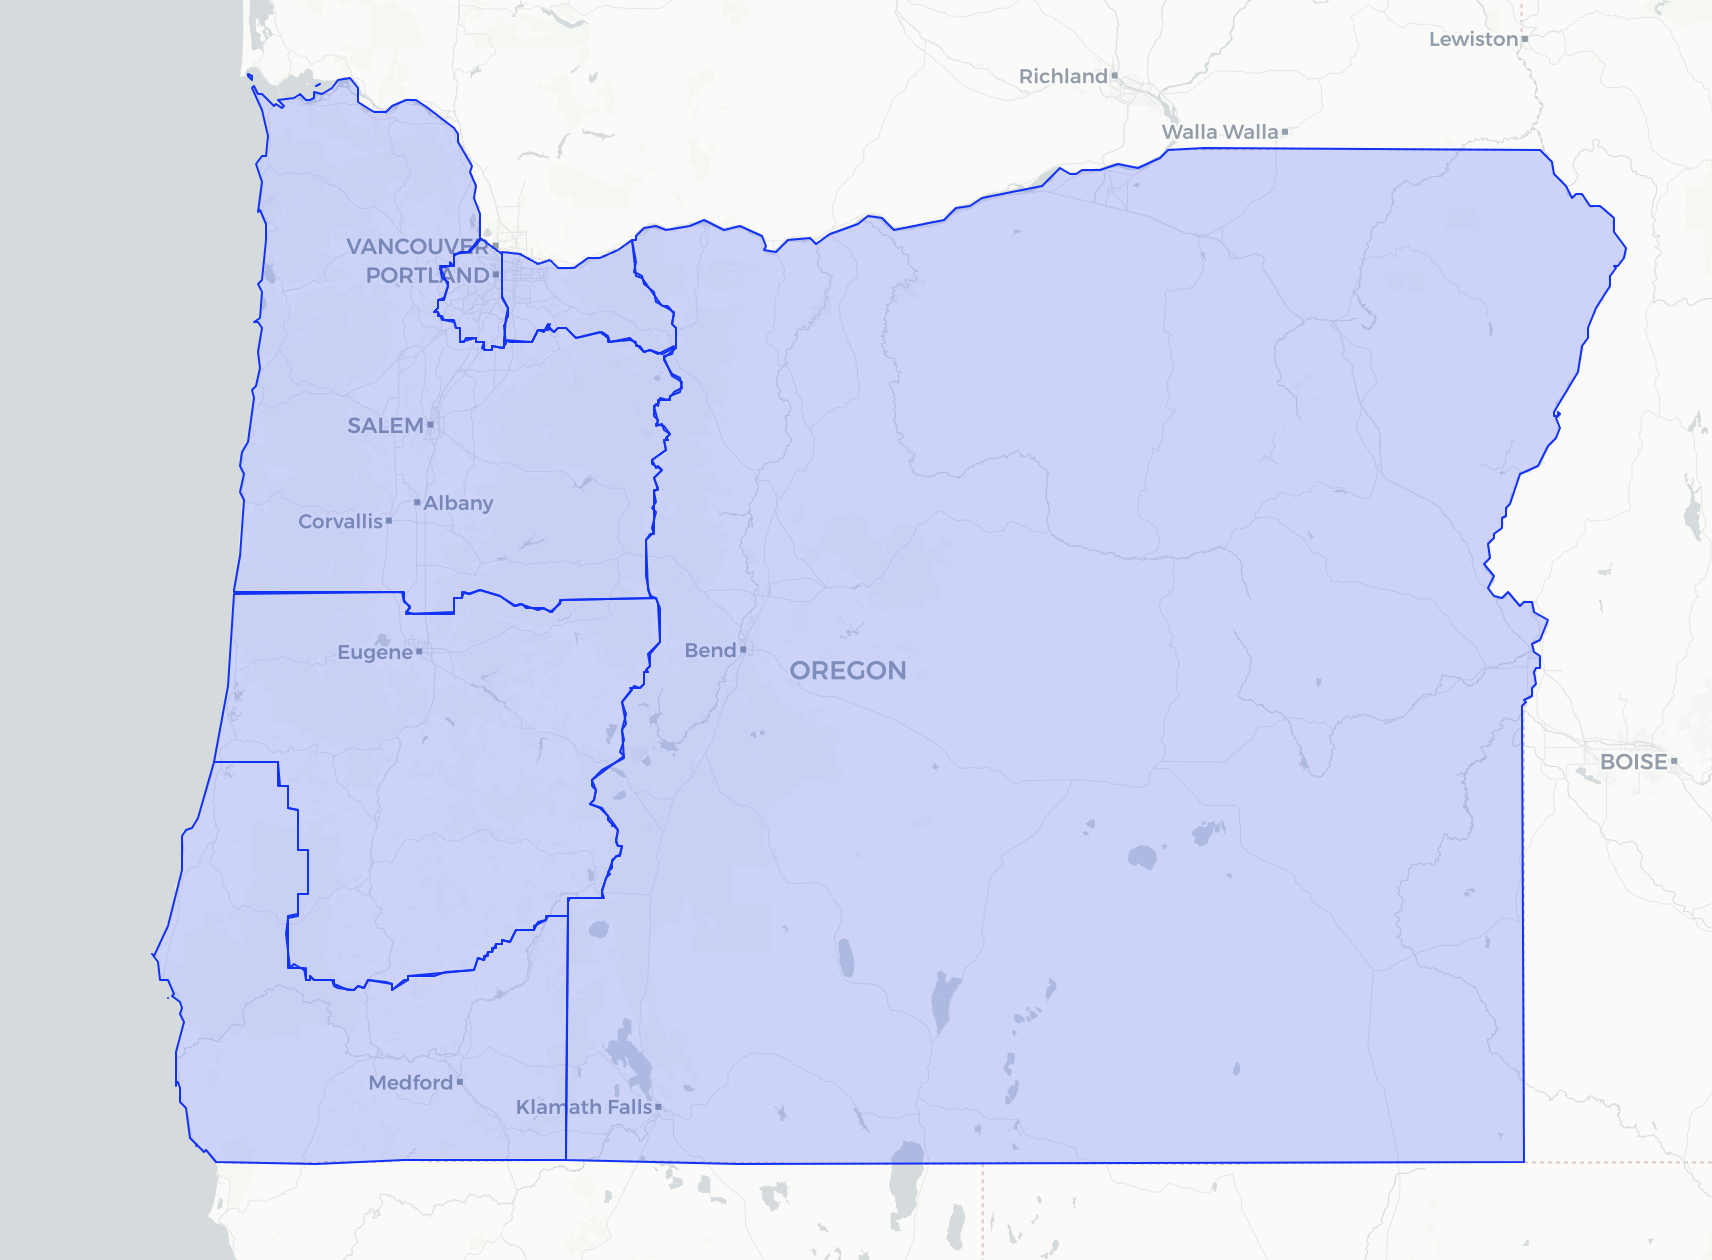 Lewiston
Richland
Walla Walla
VANCOUVER
PORTLAND
SALEM
Albany
Corvallis
Eugene
Bend
OREGON
BOISE
Medford
Klamath Falls